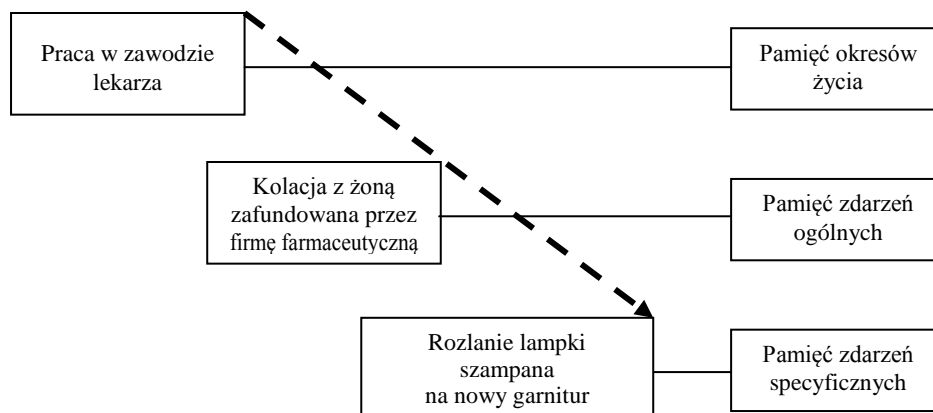 Praca w zawodzie
lekarza
Pamięć okresów
życia
Kolacja z żoną
zafundowana przez
firmę farmaceutyczną
Pamięć zdarzeń
ogólnych
Rozlanie lampki
szampana
na nowy garnitur
Pamięć zdarzeń
specyficznych